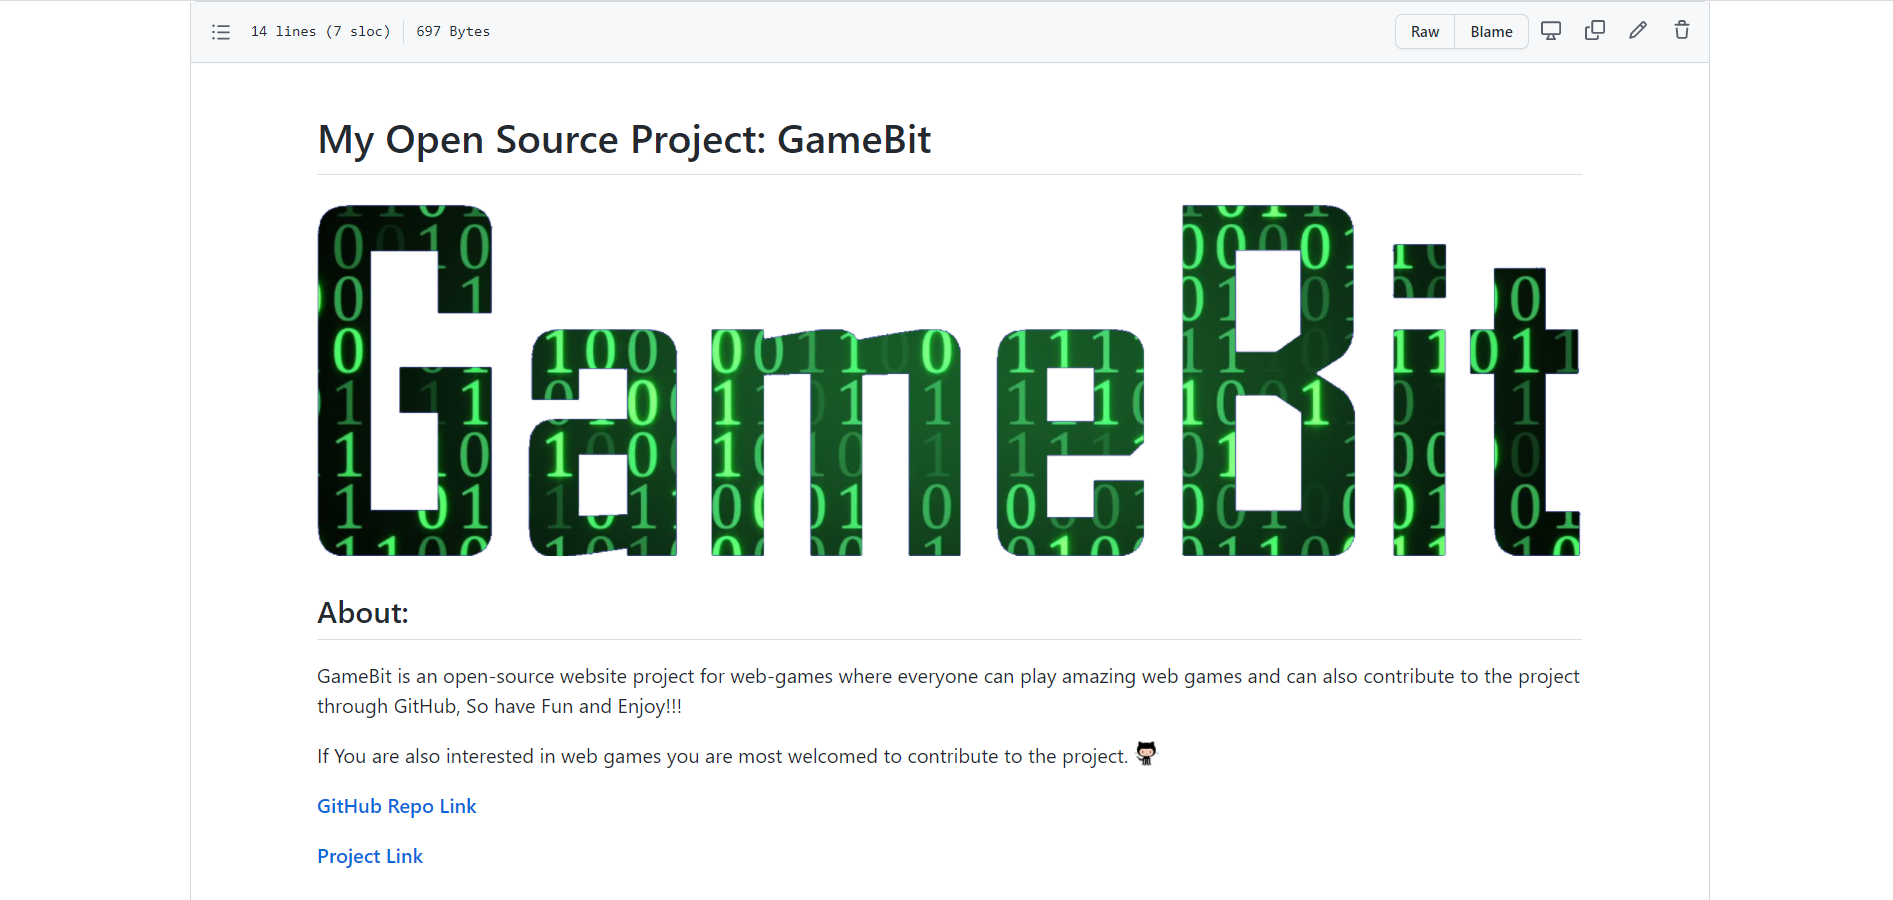 14 lines (7 sloc) 697 Bytes Raw Blame
My Open Source Project: GameBit
GameBit
About:
GameBit is an open-source website project for web-games where everyone can play amazing web games and can also contribute to the project
through GitHub, So have Fun and Enjoy!!!
If You are also interested in web games you are most welcomed to contribute to the project.
GitHub Repo Link
Project Link